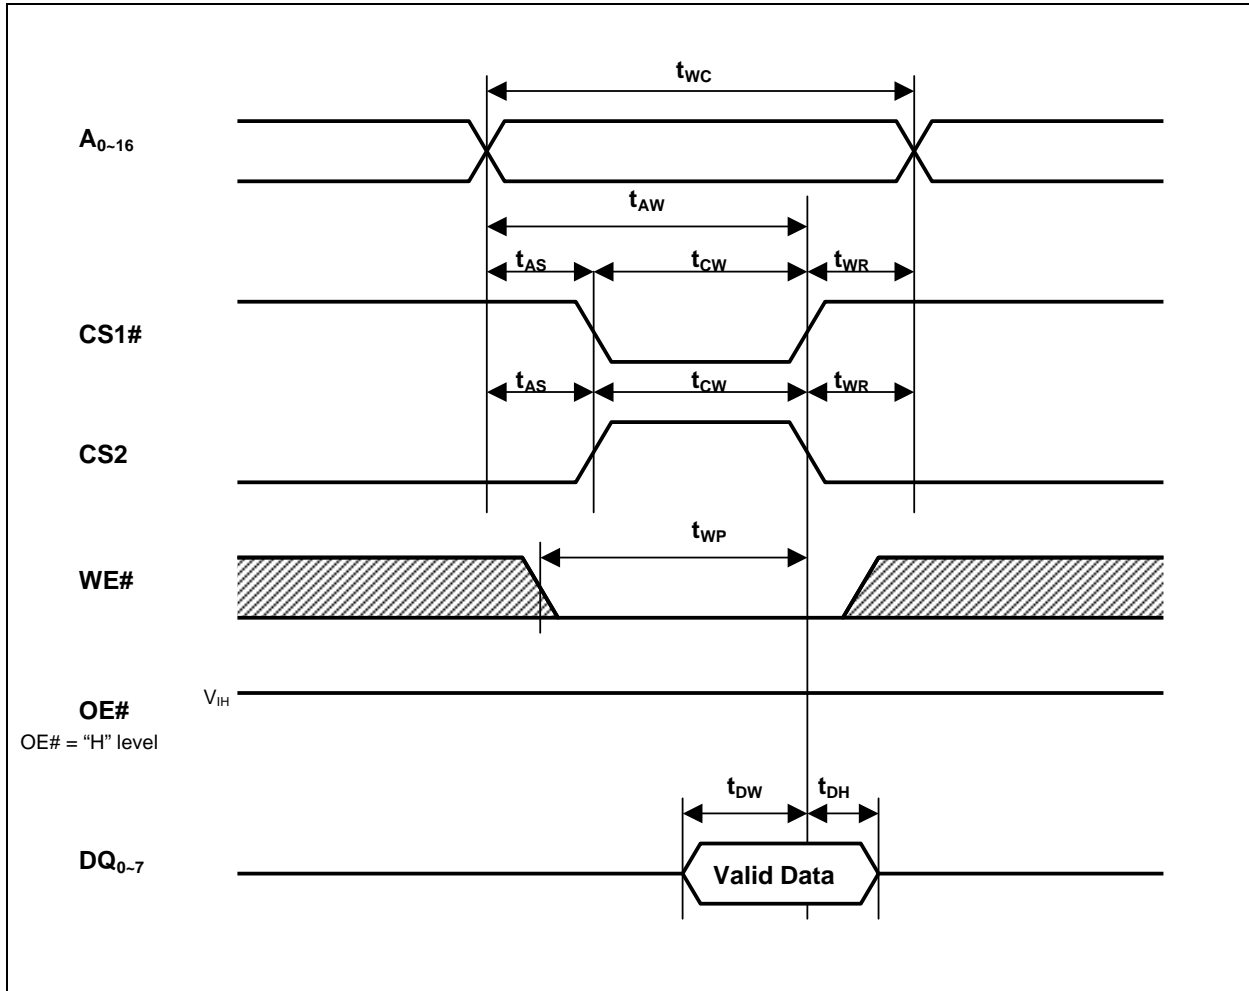 tWC
A0~16
tAW
tAS tCW tWR
CS1#
tAS tCW tWR
CS2
tWP
WE#
VIH
OE#
OE# = “H” level
tDW tDH
DQ0~7
Valid Data